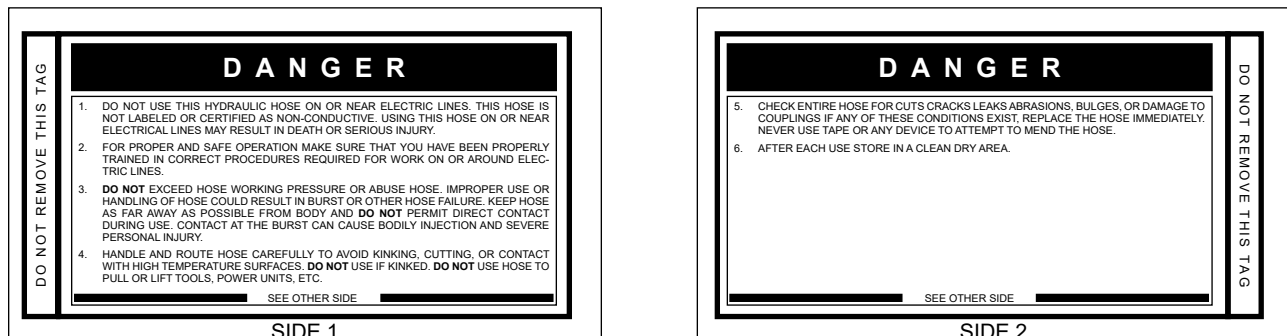 DO NOT REMOVE THIS TAG
DANGER
1. DO NOT USE THIS HYDRAULIC HOSE ON OR NEAR ELECTRIC LINES. THIS HOSE IS
NOT LABELED OR CERTIFIED AS NON-CONDUCTIVE. USING THIS HOSE ON OR NEAR
ELECTRICAL LINES MAY RESULT IN DEATH OR SERIOUS INJURY.
2. FOR PROPER AND SAFE OPERATION MAKE SURE THAT YOU HAVE BEEN PROPERLY
TRAINED IN CORRECT PROCEDURES REQUIRED FOR WORK ON OR AROUND ELEC-
TRIC LINES.
3. DO NOT EXCEED HOSE WORKING PRESSURE OR ABUSE HOSE. IMPROPER USE OR
HANDLING OF HOSE COULD RESULT IN BURST OR OTHER HOSE FAILURE. KEEP HOSE
AS FAR AWAY AS POSSIBLE FROM BODY AND DO NOT PERMIT DIRECT CONTACT
DURING USE. CONTACT AT THE BURST CAN CAUSE BODILY INJECTION AND SEVERE
PERSONAL INJURY.
4. HANDLE AND ROUTE HOSE CAREFULLY TO AVOID KINKING, CUTTING, OR CONTACT
WITH HIGH TEMPERATURE SURFACES. DO NOT USE IF KINKED. DO NOT USE HOSE TO
PULL OR LIFT TOOLS, POWER UNITS, ETC.
SEE OTHER SIDE
SIDE 1
DANGER
5. CHECK ENTIRE HOSE FOR CUTS CRACKS LEAKS ABRASIONS, BULGES, OR DAMAGE TO
COUPLINGS IF ANY OF THESE CONDITIONS EXIST, REPLACE THE HOSE IMMEDIATELY.
NEVER USE TAPE OR ANY DEVICE TO ATTEMPT TO MEND THE HOSE.
6. AFTER EACH USE STORE IN A CLEAN DRY AREA.
SEE OTHER SIDE
DO NOT REMOVE THIS TAG
SIDE 2